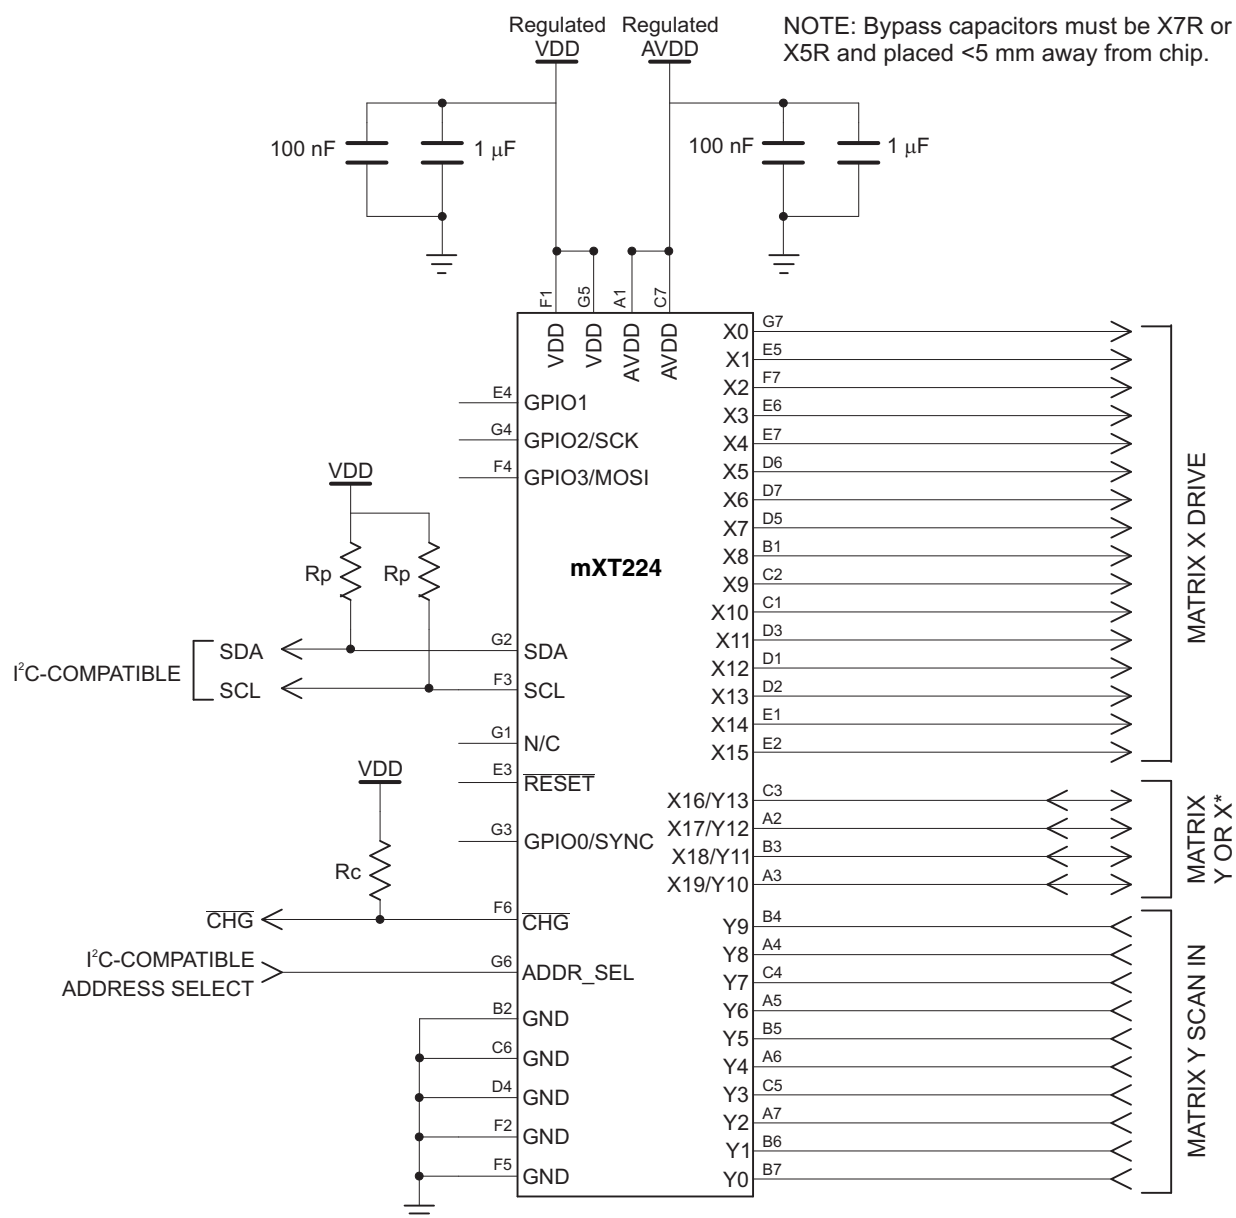 Regulated VDD
Regulated AVDD
NOTE: Bypass capacitors must be X7R or
X5R and placed <5 mm away from chip.
100 nF
1 μF
100 nF
1 μF
F1
G5
A1
C7
VDD
VDD
AVDD
AVDD
mXT224
E4 GPIO1
G4 GPIO2/SCK
F4 GPIO3/MOSI
VDD
Rp
Rp
I²C-COMPATIBLE
SDA
SCL
G2 SDA
F3 SCL
G1 N/C
E3 RESET
VDD
G3 GPIO0/SYNC
Rc
CHG
F6 CHG
I²C-COMPATIBLE
ADDRESS SELECT
G6 ADDR_SEL
B2 GND
C6 GND
D4 GND
F2 GND
F5 GND
X0 G7
X1 E5
X2 F7
X3 E6
X4 E7
X5 D6
X6 D7
X7 D5
X8 B1
X9 C2
X10 C1
X11 D3
X12 D1
X13 D2
X14 E1
X15 E2
MATRIX X DRIVE
X16/Y13 C3
X17/Y12 A2
X18/Y11 B3
X19/Y10 A3
MATRIX
Y OR X*
Y9 B4
Y8 A4
Y7 C4
Y6 A5
Y5 B5
Y4 A6
Y3 C5
Y2 A7
Y1 B6
Y0 B7
MATRIX Y SCAN IN